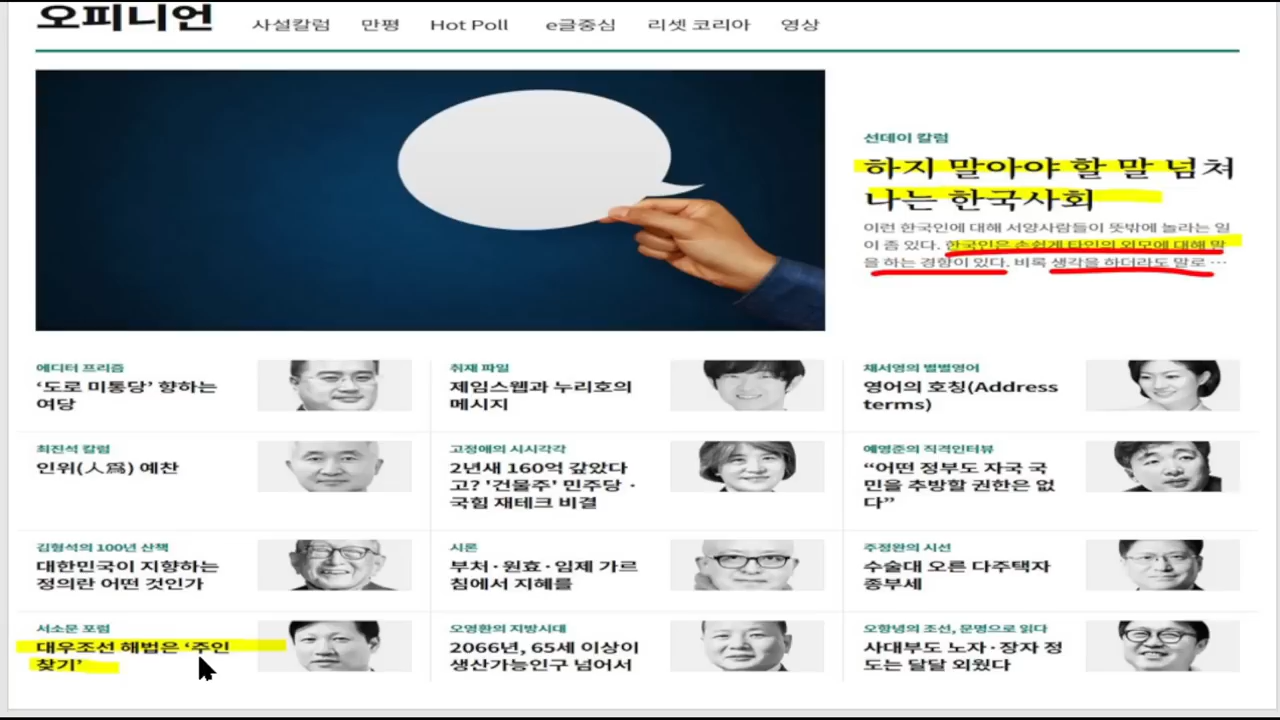 오피니언
사설칼럼 만평 Hot Poll e글중심 리셋 코리아 영상
선데이 칼럼
하지 말아야 할 말 넘쳐
나는 한국사회
이런 한국인에 대해 서양사람들이 뜻밖에 놀라는 일
이 좀 있다. 한국인은 손쉽게 타인의 외모에 대해 말
을 하는 경향이 있다. 비록 생각을 하더라도 말로 ···
에디터 프리즘
‘도로 미통당’ 향하는
여당
취재 파일
제임스웹과 누리호의
메시지
채서영의 별별영어
영어의 호칭(Address
terms)
최진석 칼럼
인위(人爲) 예찬
고정애의 시시각각
2년새 160억 갚았다
고? '건물주' 민주당 ·
국힘 재테크 비결
예영준의 직격인터뷰
“어떤 정부도 자국 국
민을 추방할 권한은 없
다”
김형석의 100년 산책
대한민국이 지향하는
정의란 어떤 것인가
시론
부처·원효·임제 가르
침에서 지혜를
주정완의 시선
수술대 오른 다주택자
종부세
서소문 포럼
대우조선 해법은 ‘주인
찾기’
오영환의 지방시대
2066년, 65세 이상이
생산가능인구 넘어서
오항녕의 조선, 문명으로 읽다
사대부도 노자·장자 정
도는 달달 외웠다